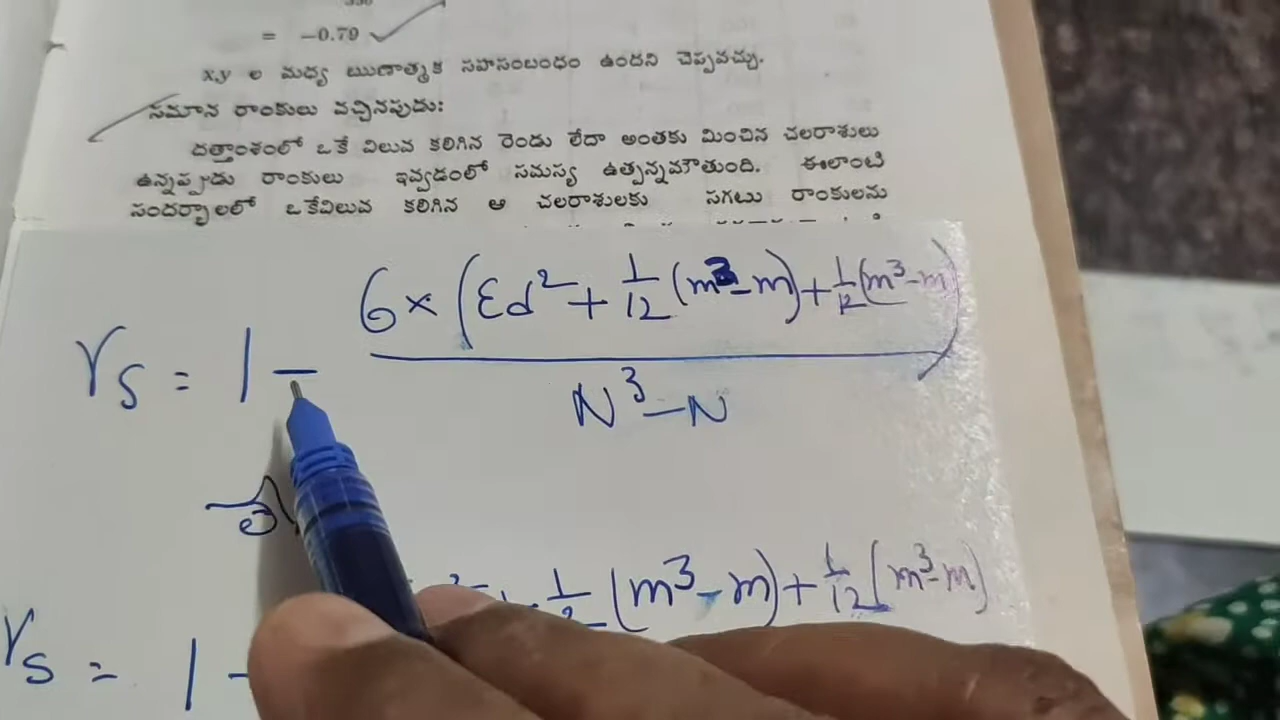 = -0.79
x,y ల మధ్య ఋణాత్మక సహసంబంధం ఉందని చెప్పవచ్చు.
సమాన రాంకులు వచ్చినపుడు:
దత్తాంశంలో ఒకే విలువ కలిగిన రెండు లేదా అంతకు మించిన చలరాశులు
ఉన్నప్పుడు రాంకులు ఇవ్వడంలో సమస్య ఉత్పన్నమౌతుంది. ఈలాంటి
సందర్భాలలో ఒకేవిలువ కలిగిన ఆ చలరాశులకు సగటు రాంకులను
6 × (Σd² + 1/12 (m³ - m) + 1/12 (m³ - m))
rs = 1 -
N³ - N
(m³ - m) + 1/12 (m³ - m)
rs = 1 -